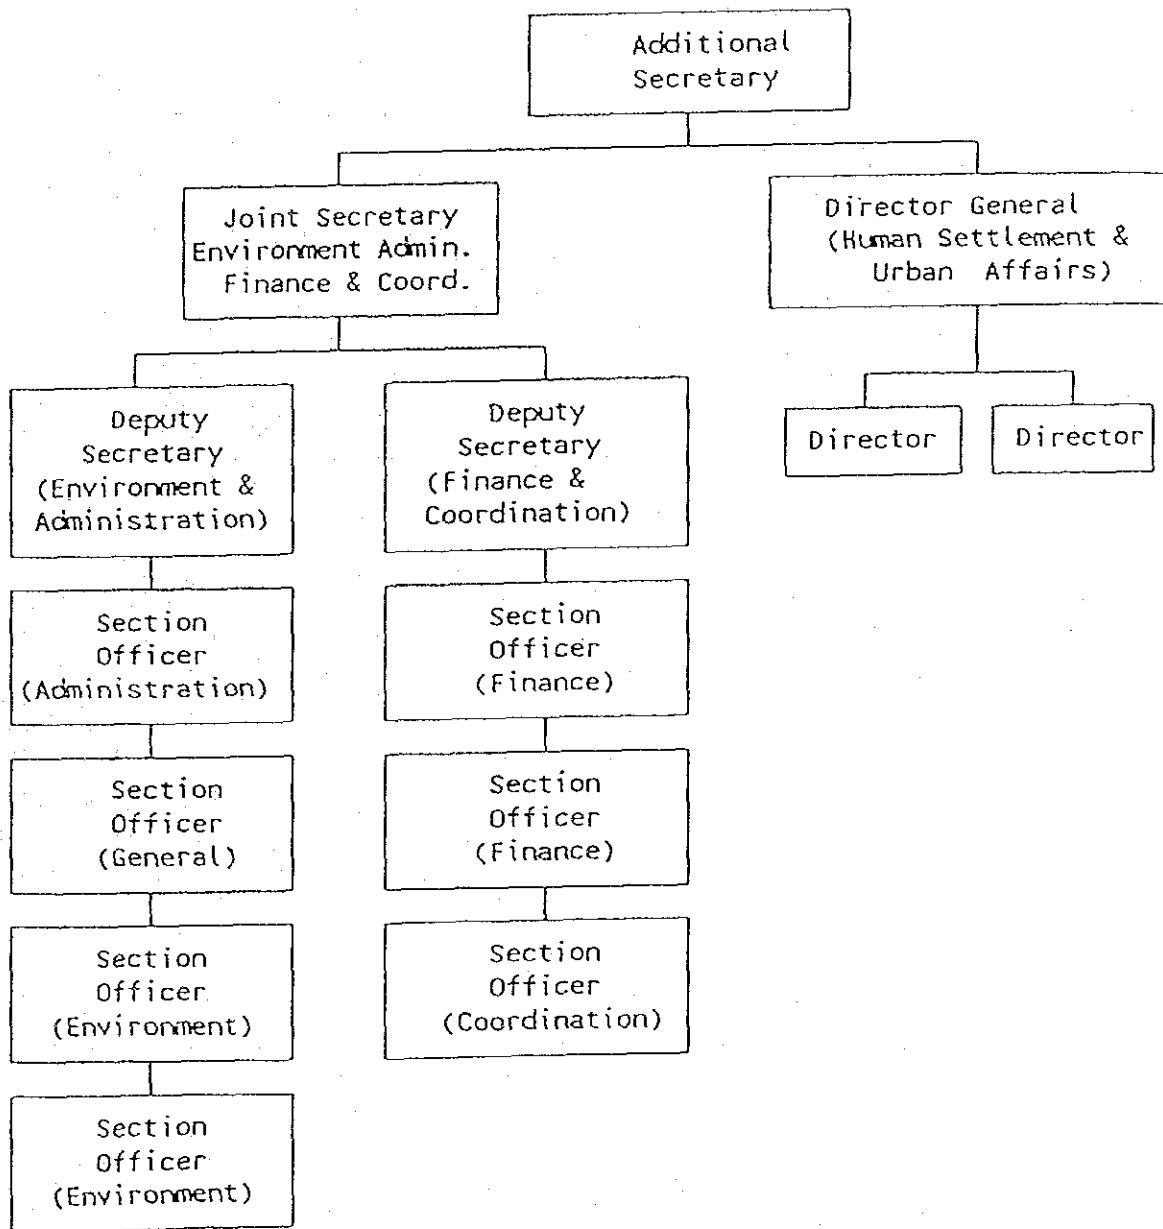 Additional
Secretary
Joint Secretary
Environment Admin.
Finance & Coord.
Director General
(Human Settlement &
Urban Affairs)
Deputy
Secretary
(Environment &
Administration)
Deputy
Secretary
(Finance &
Coordination)
Director
Director
Section
Officer
(Administration)
Section
Officer
(Finance)
Section
Officer
(General)
Section
Officer
(Finance)
Section
Officer
(Environment)
Section
Officer
(Coordination)
Section
Officer
(Environment)